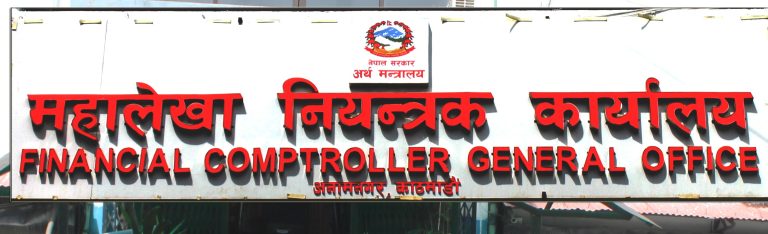 नेपाल सरकार
अर्थ मन्त्रालय
महालेखा नियन्त्रक कार्यालय
FINANCIAL COMPTROLLER GENERAL OFFICE
अनामनगर, काठमाडौं